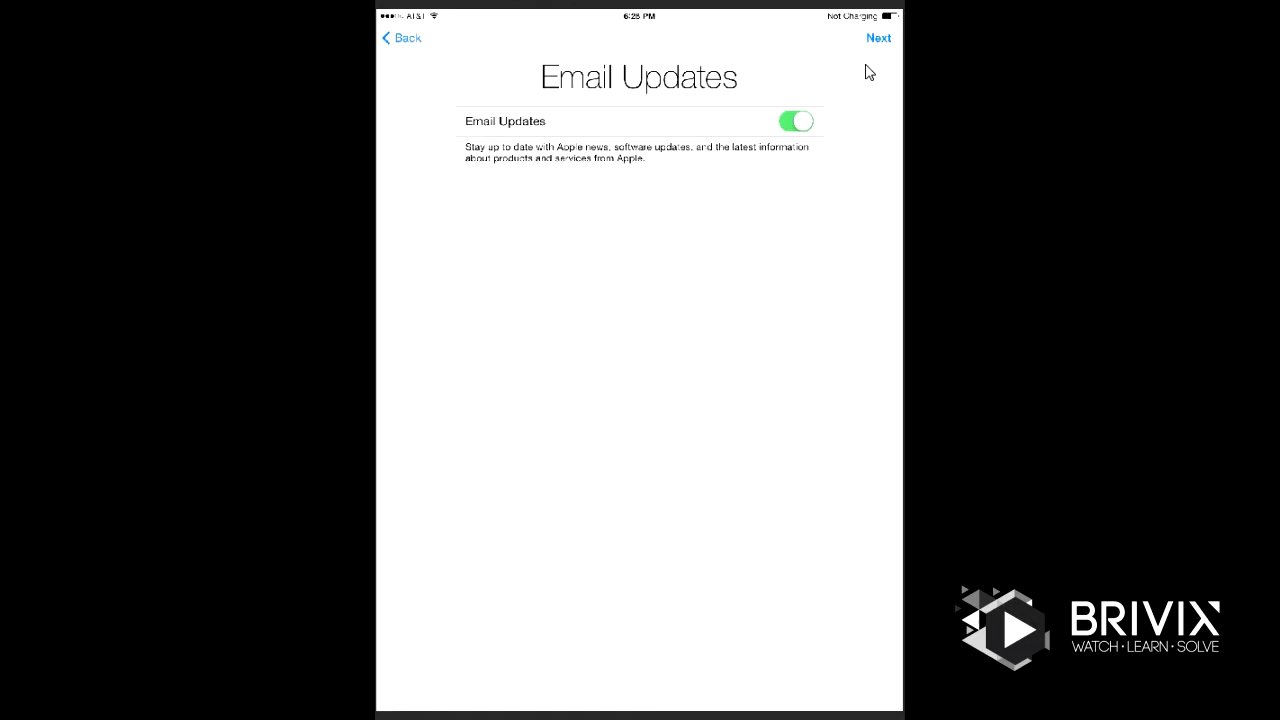 AT&T 6:28 PM Not Charging
Back Next
Email Updates
Email Updates
Stay up to date with Apple news, software updates, and the latest information
about products and services from Apple.
BRIVIX
WATCH · LEARN · SOLVE